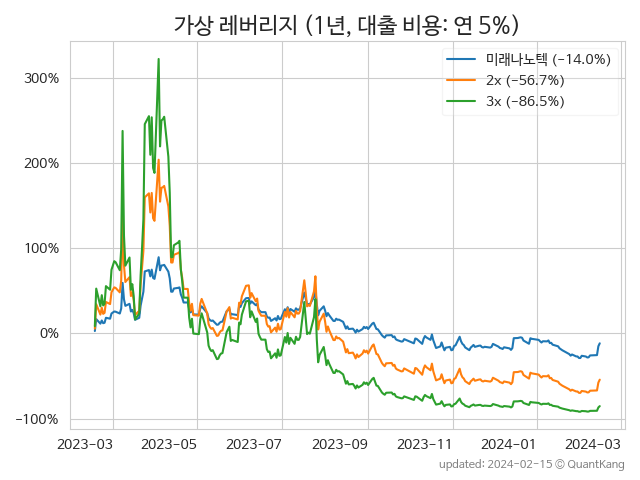 가상 레버리지 (1년, 대출 비용: 연 5%)
미래나노텍 (−14.0%)
2x (−56.7%)
3x (−86.5%)
300%
200%
100%
0%
−100%
2023-03 2023-05 2023-07 2023-09 2023-11 2024-01 2024-03
updated: 2024-02-15 © QuantKang